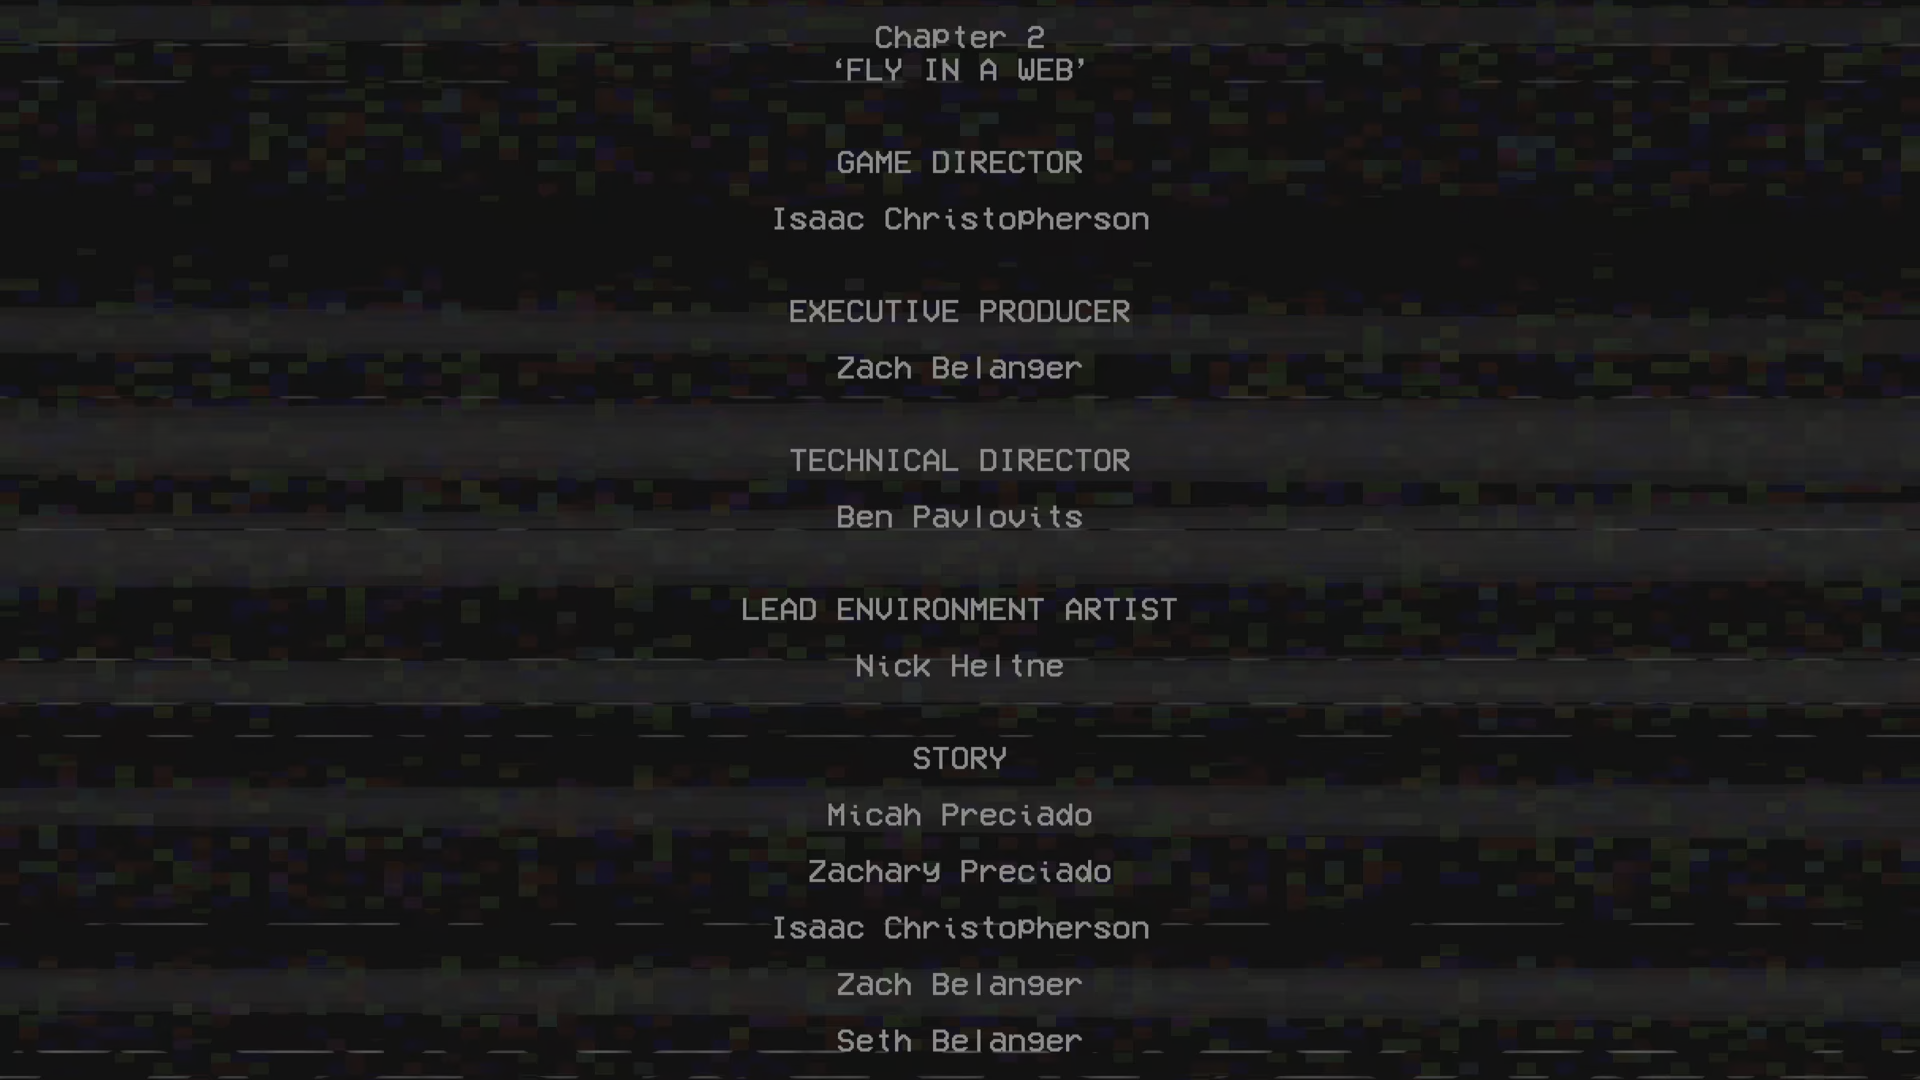 Chapter 2
‘FLY IN A WEB’
GAME DIRECTOR
Isaac Christopherson
EXECUTIVE PRODUCER
Zach Belanger
TECHNICAL DIRECTOR
Ben Pavlovits
LEAD ENVIRONMENT ARTIST
Nick Heltne
STORY
Micah Preciado
Zachary Preciado
Isaac Christopherson
Zach Belanger
Seth Belanger